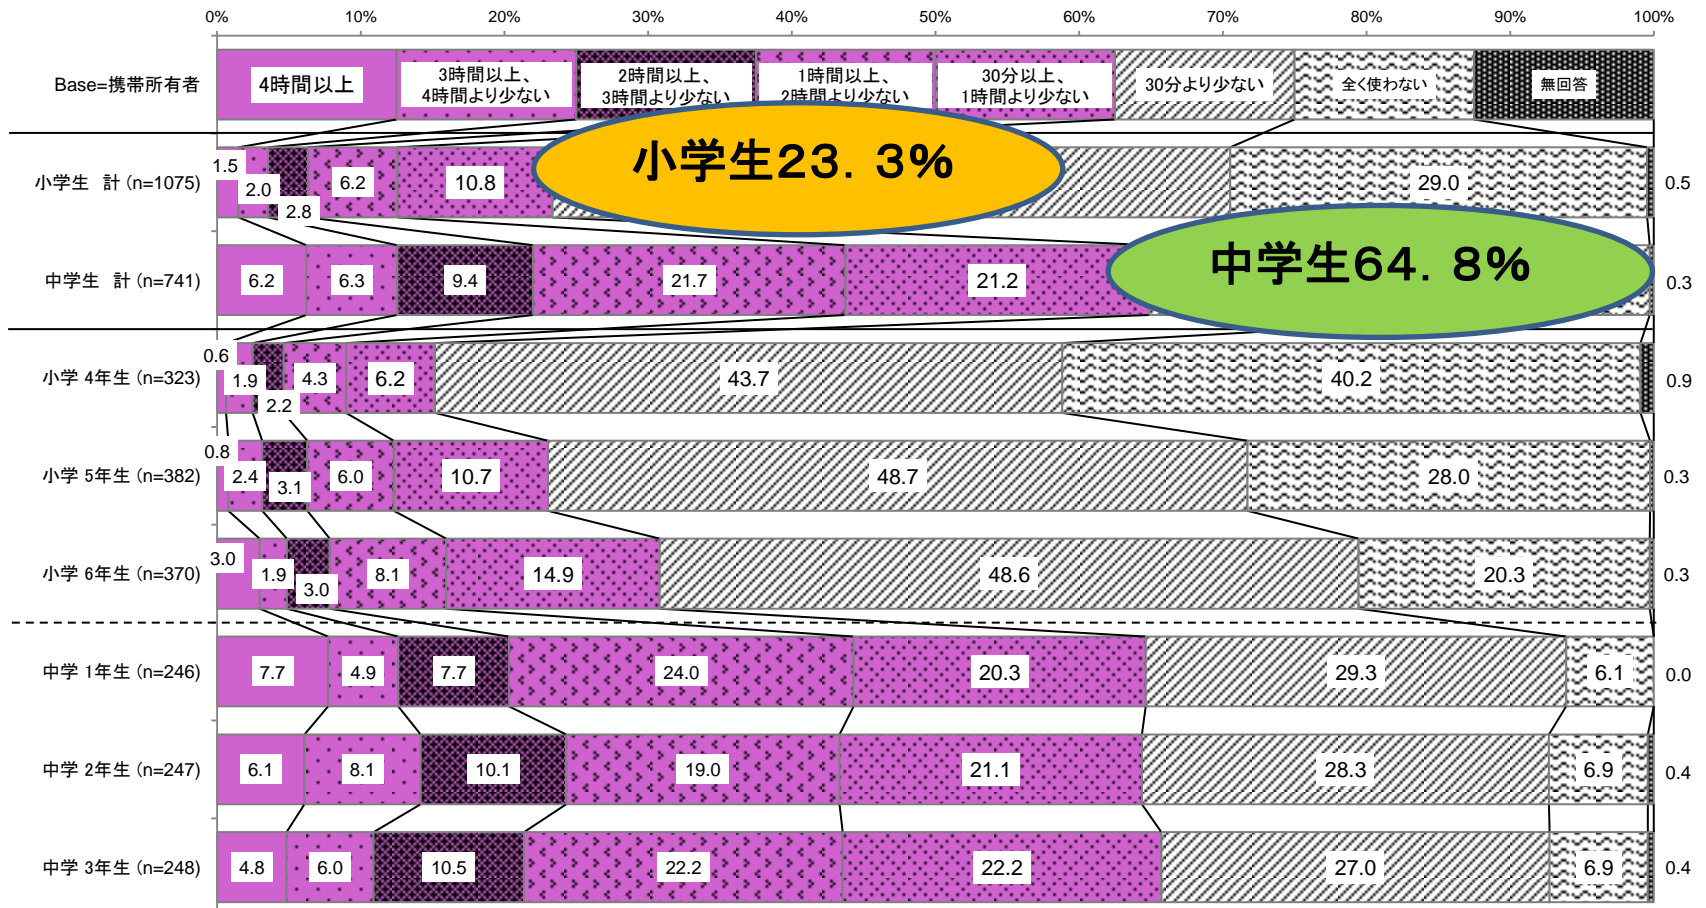 0% 10% 20% 30% 40% 50% 60% 70% 80% 90% 100%
Base=携帯所有者
4時間以上
3時間以上、
4時間より少ない
2時間以上、
3時間より少ない
1時間以上、
2時間より少ない
30分以上、
1時間より少ない
30分より少ない
全く使わない
無回答
小学生23.3%
小学生 計 (n=1075) 1.5 2.0 2.8 6.2 10.8 29.0 0.5
中学生64.8%
中学生 計 (n=741) 6.2 6.3 9.4 21.7 21.2 0.3
小学 4年生 (n=323) 0.6 1.9 2.2 4.3 6.2 43.7 40.2 0.9
小学 5年生 (n=382) 0.8 2.4 3.1 6.0 10.7 48.7 28.0 0.3
小学 6年生 (n=370) 3.0 1.9 3.0 8.1 14.9 48.6 20.3 0.3
中学 1年生 (n=246) 7.7 4.9 7.7 24.0 20.3 29.3 6.1 0.0
中学 2年生 (n=247) 6.1 8.1 10.1 19.0 21.1 28.3 6.9 0.4
中学 3年生 (n=248) 4.8 6.0 10.5 22.2 22.2 27.0 6.9 0.4